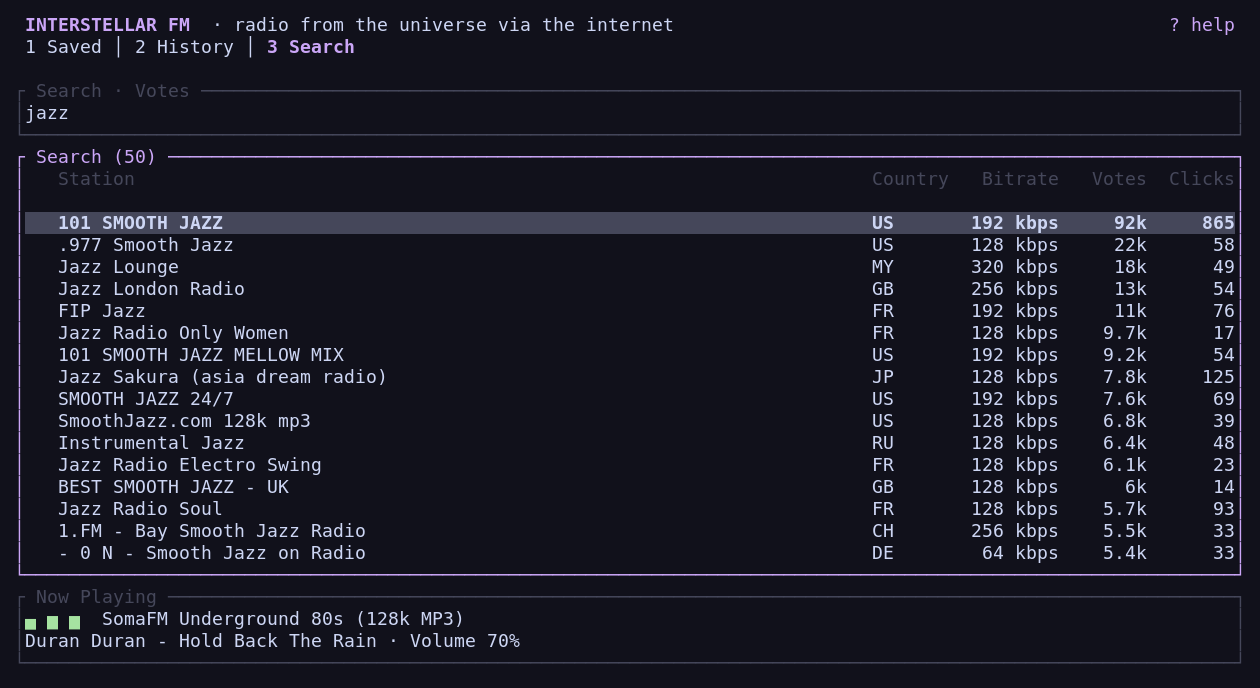 INTERSTELLAR FM · radio from the universe via the internet ? help
1 Saved │ 2 History │ 3 Search
Search · Votes
jazz
Search (50)
Station Country Bitrate Votes Clicks
101 SMOOTH JAZZ US 192 kbps 92k 865
.977 Smooth Jazz US 128 kbps 22k 58
Jazz Lounge MY 320 kbps 18k 49
Jazz London Radio GB 256 kbps 13k 54
FIP Jazz FR 192 kbps 11k 76
Jazz Radio Only Women FR 128 kbps 9.7k 17
101 SMOOTH JAZZ MELLOW MIX US 192 kbps 9.2k 54
Jazz Sakura (asia dream radio) JP 128 kbps 7.8k 125
SMOOTH JAZZ 24/7 US 192 kbps 7.6k 69
SmoothJazz.com 128k mp3 US 128 kbps 6.8k 39
Instrumental Jazz RU 128 kbps 6.4k 48
Jazz Radio Electro Swing FR 128 kbps 6.1k 23
BEST SMOOTH JAZZ - UK GB 128 kbps 6k 14
Jazz Radio Soul FR 128 kbps 5.7k 93
1.FM - Bay Smooth Jazz Radio CH 256 kbps 5.5k 33
- 0 N - Smooth Jazz on Radio DE 64 kbps 5.4k 33
Now Playing
SomaFM Underground 80s (128k MP3)
Duran Duran - Hold Back The Rain · Volume 70%